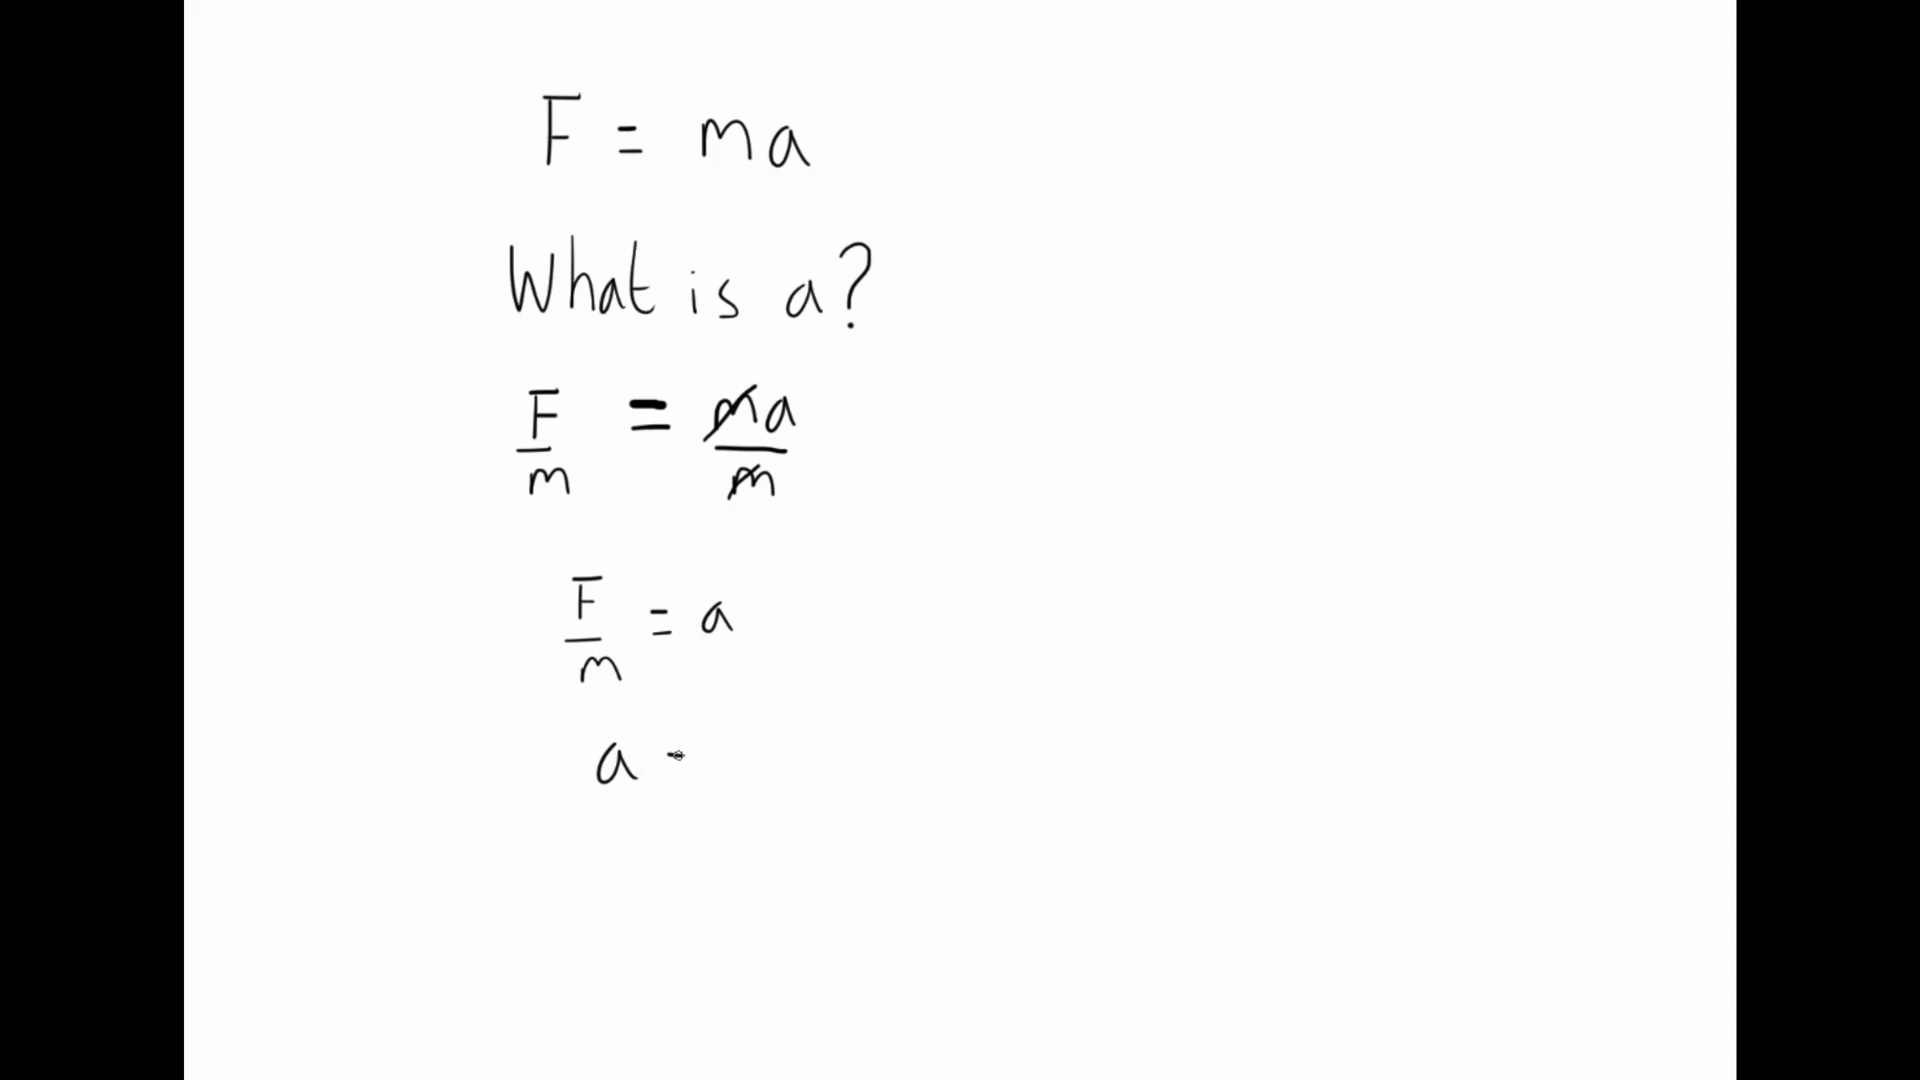 F = ma
What is a?
F/m = ma/m
F/m = a
a -